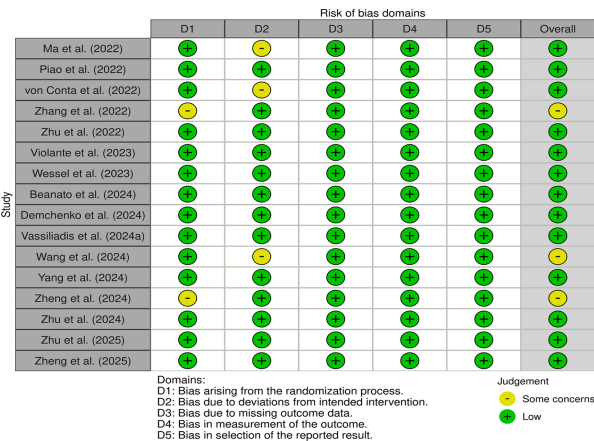 Risk of bias domains
D1 D2 D3 D4 D5 Overall
Study
Ma et al. (2022) + - + + + +
Piao et al. (2022) + + + + + +
von Conta et al. (2022) + - + + + +
Zhang et al. (2022) - + + + + -
Zhu et al. (2022) + + + + + +
Violante et al. (2023) + + + + + +
Wessel et al. (2023) + + + + + +
Beanato et al. (2024) + + + + + +
Demchenko et al. (2024) + + + + + +
Vassiliadis et al. (2024a) + + + + + +
Wang et al. (2024) + - + + + -
Yang et al. (2024) + + + + + +
Zheng et al. (2024) - + + + + -
Zhu et al. (2024) + + + + + +
Zhu et al. (2025) + + + + + +
Zheng et al. (2025) + + + + + +
Domains:
D1: Bias arising from the randomization process.
D2: Bias due to deviations from intended intervention.
D3: Bias due to missing outcome data.
D4: Bias in measurement of the outcome.
D5: Bias in selection of the reported result.
Judgement
- Some concerns
+ Low